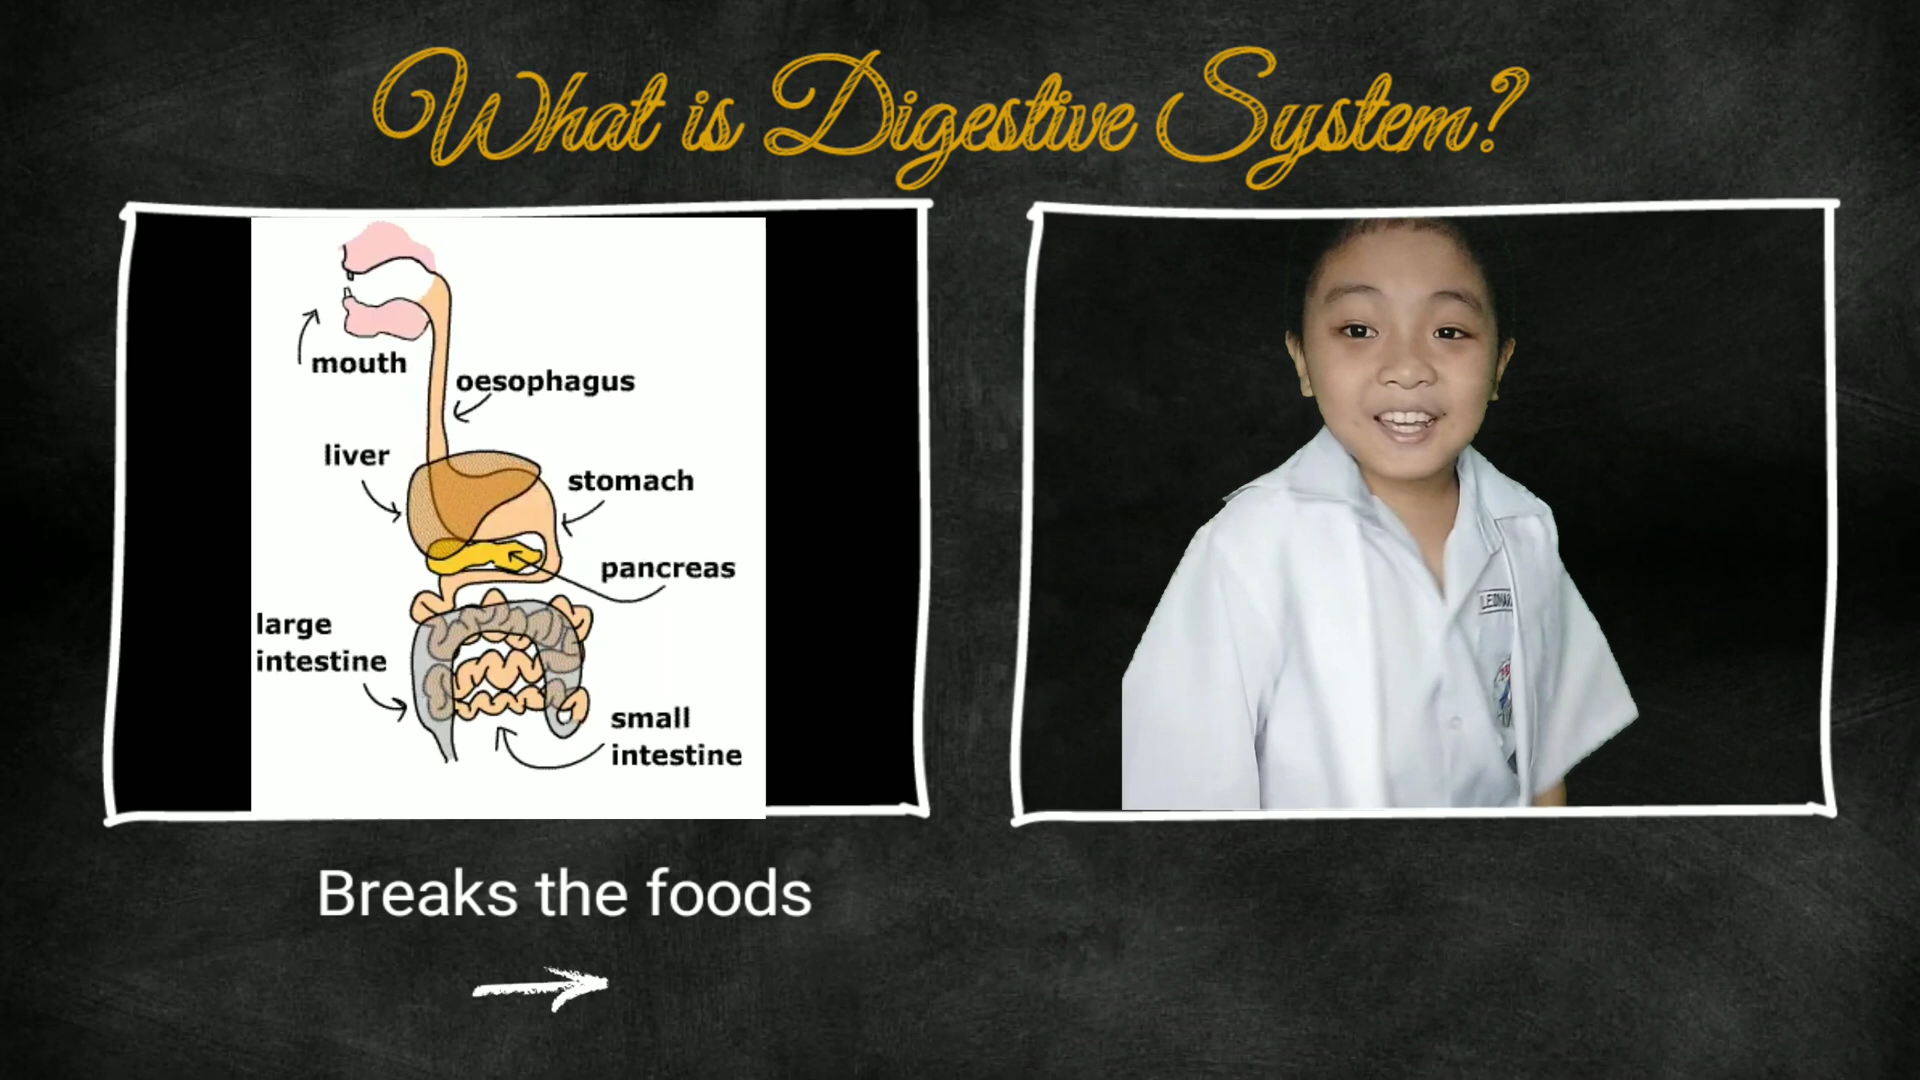 What is Digestive System?
mouth
oesophagus
liver
stomach
pancreas
large
intestine
small
intestine
Breaks the foods